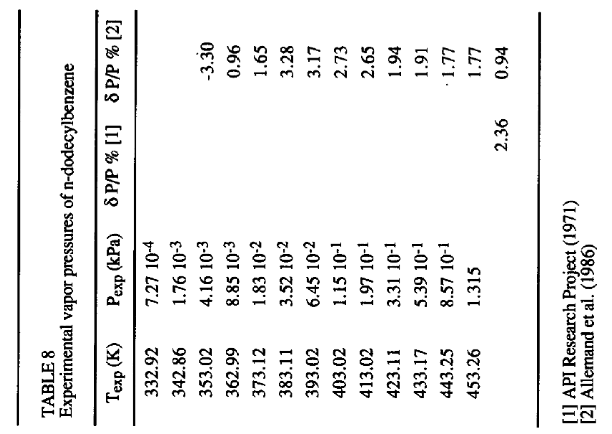 TABLE 8
Experimental vapor pressures of n-dodecylbenzene
T_exp (K) P_exp (kPa) δ P/P % [1] δ P/P % [2]
332.92 7.27 10⁻⁴
342.86 1.76 10⁻³
353.02 4.16 10⁻³ -3.30
362.99 8.85 10⁻³ 0.96
373.12 1.83 10⁻² 1.65
383.11 3.52 10⁻² 3.28
393.02 6.45 10⁻² 3.17
403.02 1.15 10⁻¹ 2.73
413.02 1.97 10⁻¹ 2.65
423.11 3.31 10⁻¹ 1.94
433.17 5.39 10⁻¹ 1.91
443.25 8.57 10⁻¹ 1.77
453.26 1.315 1.77
2.36 0.94
[1] API Research Project (1971)
[2] Allemand et al. (1986)